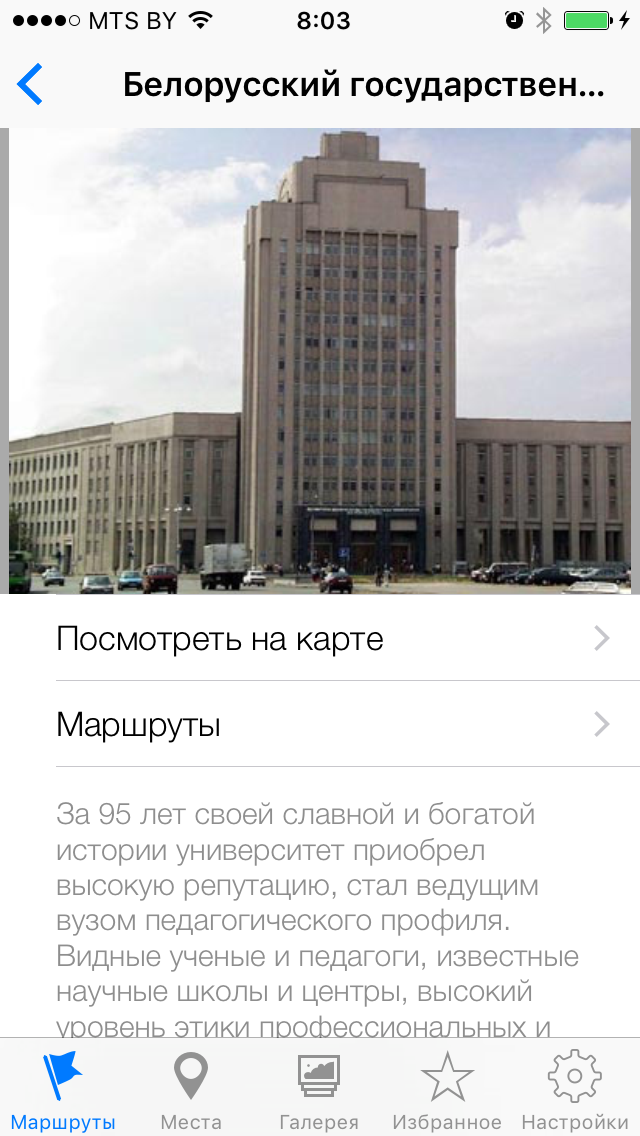 MTS BY 8:03
Белорусский государствен...
Посмотреть на карте
Маршруты
За 95 лет своей славной и богатой
истории университет приобрел
высокую репутацию, стал ведущим
вузом педагогического профиля.
Видные ученые и педагоги, известные
научные школы и центры, высокий
уровень этики профессиональных и
Маршруты Места Галерея Избранное Настройки